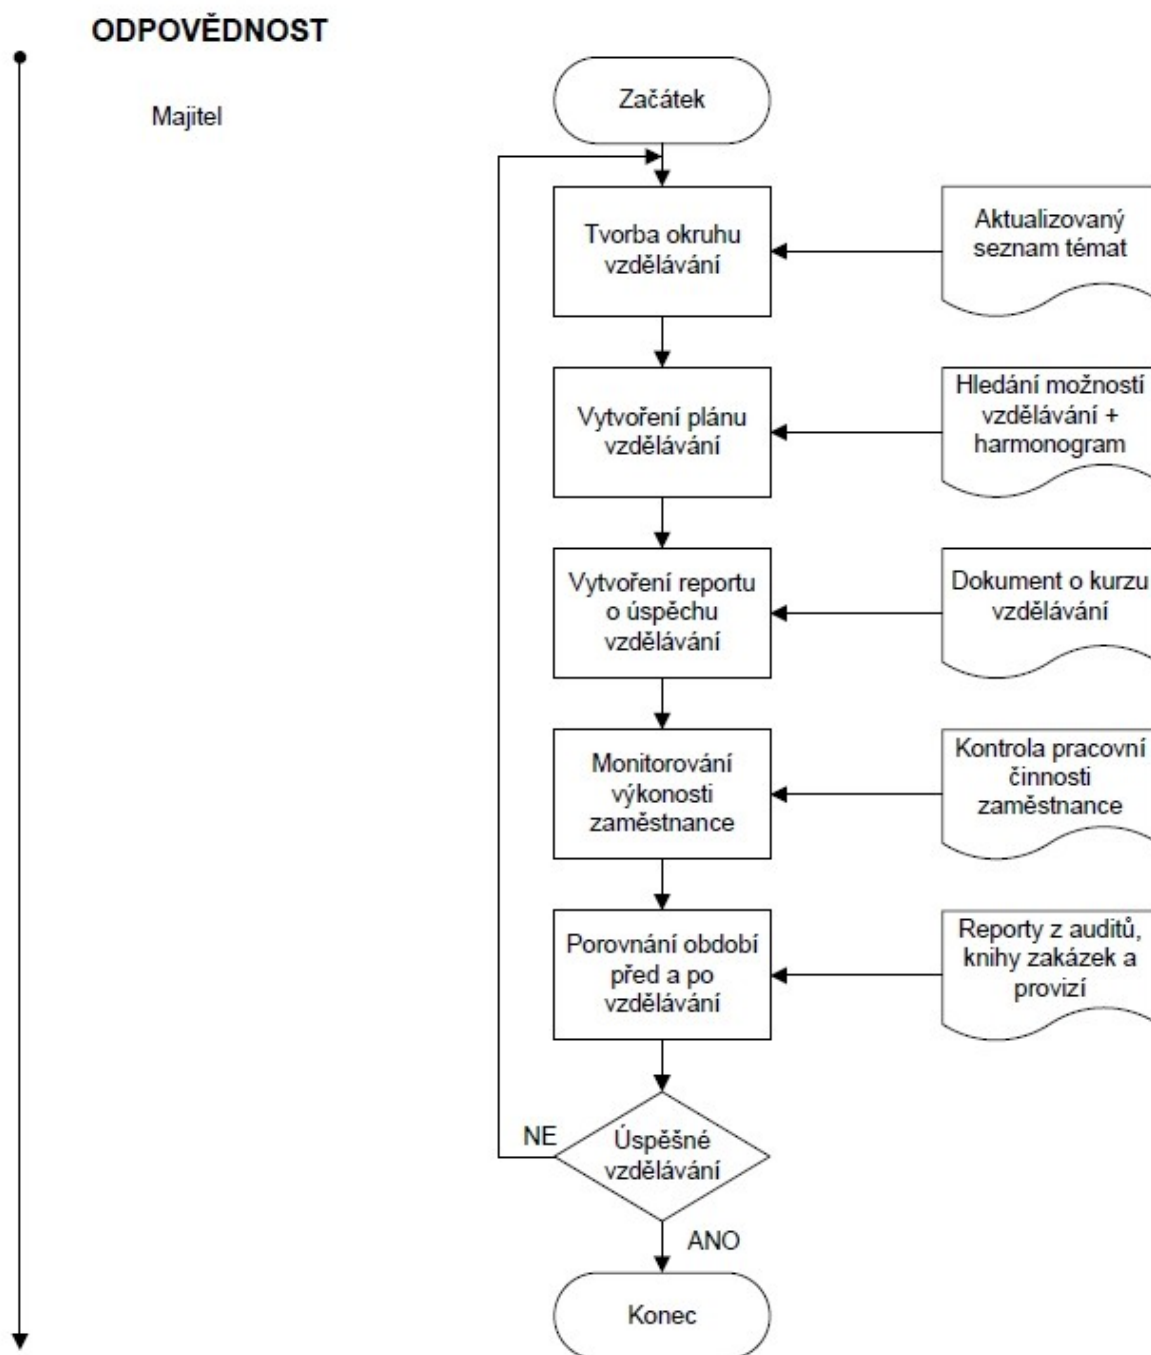 ODPOVĚDNOST
Majitel
Začátek
Tvorba okruhu
vzdělávání
Aktualizovaný
seznam témat
Vytvoření plánu
vzdělávání
Hledání možností
vzdělávání +
harmonogram
Vytvoření reportu
o úspěchu
vzdělávání
Dokument o kurzu
vzdělávání
Monitorování
výkonosti
zaměstnance
Kontrola pracovní
činnosti
zaměstnance
Porovnání období
před a po
vzdělávání
Reporty z auditů,
knihy zakázek a
provizí
Úspěšné
vzdělávání
NE
ANO
Konec